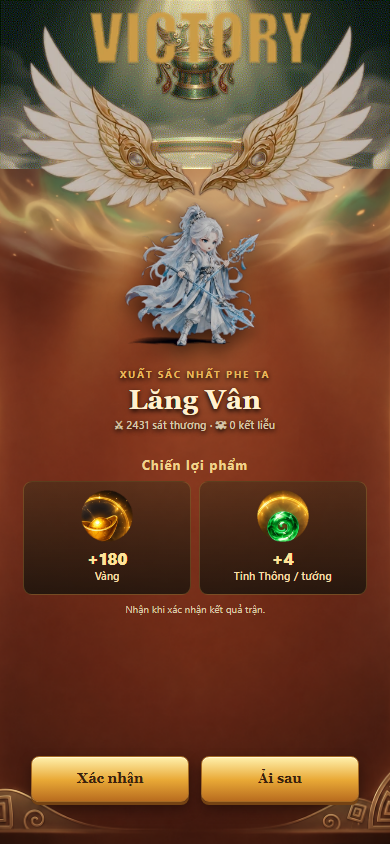 VICTORY
XUẤT SẮC NHẤT PHE TA
Lăng Vân
2431 sát thương · 0 kết liễu
Chiến lợi phẩm
+180
Vàng
+4
Tinh Thông / tướng
Nhận khi xác nhận kết quả trận.
Xác nhận
Ải sau